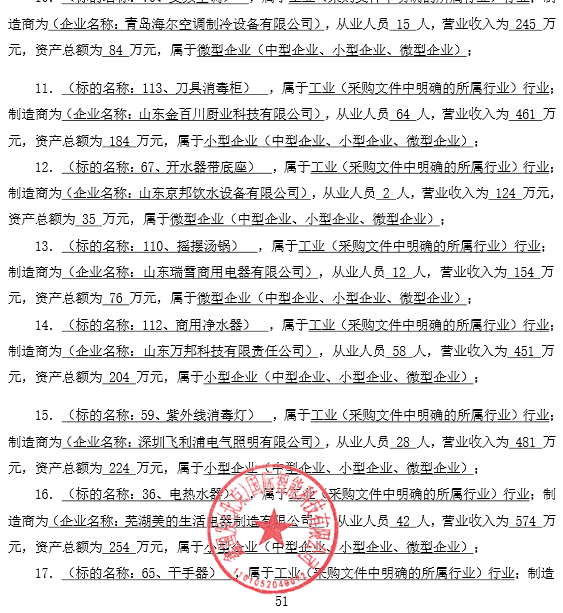 造商为（企业名称：青岛海尔空调制冷设备有限公司），从业人员 15 人，营业收入为 245 万
元，资产总额为 84 万元，属于微型企业（中型企业、小型企业、微型企业）；
11. （标的名称：113、刀具消毒柜） ，属于工业（采购文件中明确的所属行业）行业；
制造商为（企业名称：山东金百川厨业科技有限公司），从业人员 64 人，营业收入为 461 万
元，资产总额为 184 万元，属于小型企业（中型企业、小型企业、微型企业）；
12. （标的名称：67、开水器带底座） ，属于工业（采购文件中明确的所属行业）行业；
制造商为（企业名称：山东京邦饮水设备有限公司），从业人员 2 人，营业收入为 124 万元，
资产总额为 35 万元，属于微型企业（中型企业、小型企业、微型企业）；
13. （标的名称：110、摇摆汤锅） ，属于工业（采购文件中明确的所属行业）行业；
制造商为（企业名称：山东瑞雪商用电器有限公司），从业人员 12 人，营业收入为 154 万
元，资产总额为 76 万元，属于微型企业（中型企业、小型企业、微型企业）；
14. （标的名称：112、商用净水器） ，属于工业（采购文件中明确的所属行业）行业；
制造商为（企业名称：山东万邦科技有限责任公司），从业人员 58 人，营业收入为 451 万
元，资产总额为 204 万元，属于小型企业（中型企业、小型企业、微型企业）；
15. （标的名称：59、紫外线消毒灯） ，属于工业（采购文件中明确的所属行业）行业；
制造商为（企业名称：深圳飞利浦电气照明有限公司），从业人员 28 人，营业收入为 481 万
元，资产总额为 224 万元，属于小型企业（中型企业、小型企业、微型企业）；
16. （标的名称：36、电热水器） ，属于工业（采购文件中明确的所属行业）行业；制
造商为（企业名称：芜湖美的生活电器制造有限公司），从业人员 42 人，营业收入为 574 万
元，资产总额为 254 万元，属于小型企业（中型企业、小型企业、微型企业）；
17. （标的名称：65、干手器） ，属于工业（采购文件中明确的所属行业）行业；制造
51